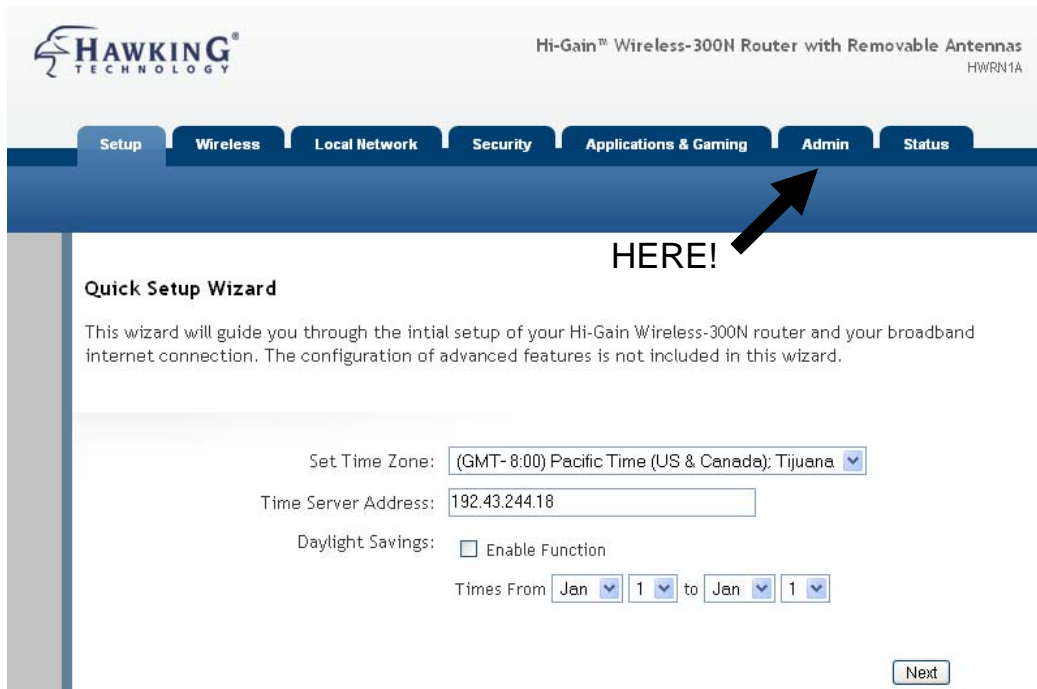 HAWKING®
TECHNOLOGY
Hi-Gain™ Wireless-300N Router with Removable Antennas
HWRN1A
Setup Wireless Local Network Security Applications & Gaming Admin Status
HERE!
Quick Setup Wizard
This wizard will guide you through the intial setup of your Hi-Gain Wireless-300N router and your broadband
internet connection. The configuration of advanced features is not included in this wizard.
Set Time Zone: (GMT-8:00) Pacific Time (US & Canada); Tijuana
Time Server Address: 192.43.244.18
Daylight Savings: Enable Function
Times From Jan 1 to Jan 1
Next